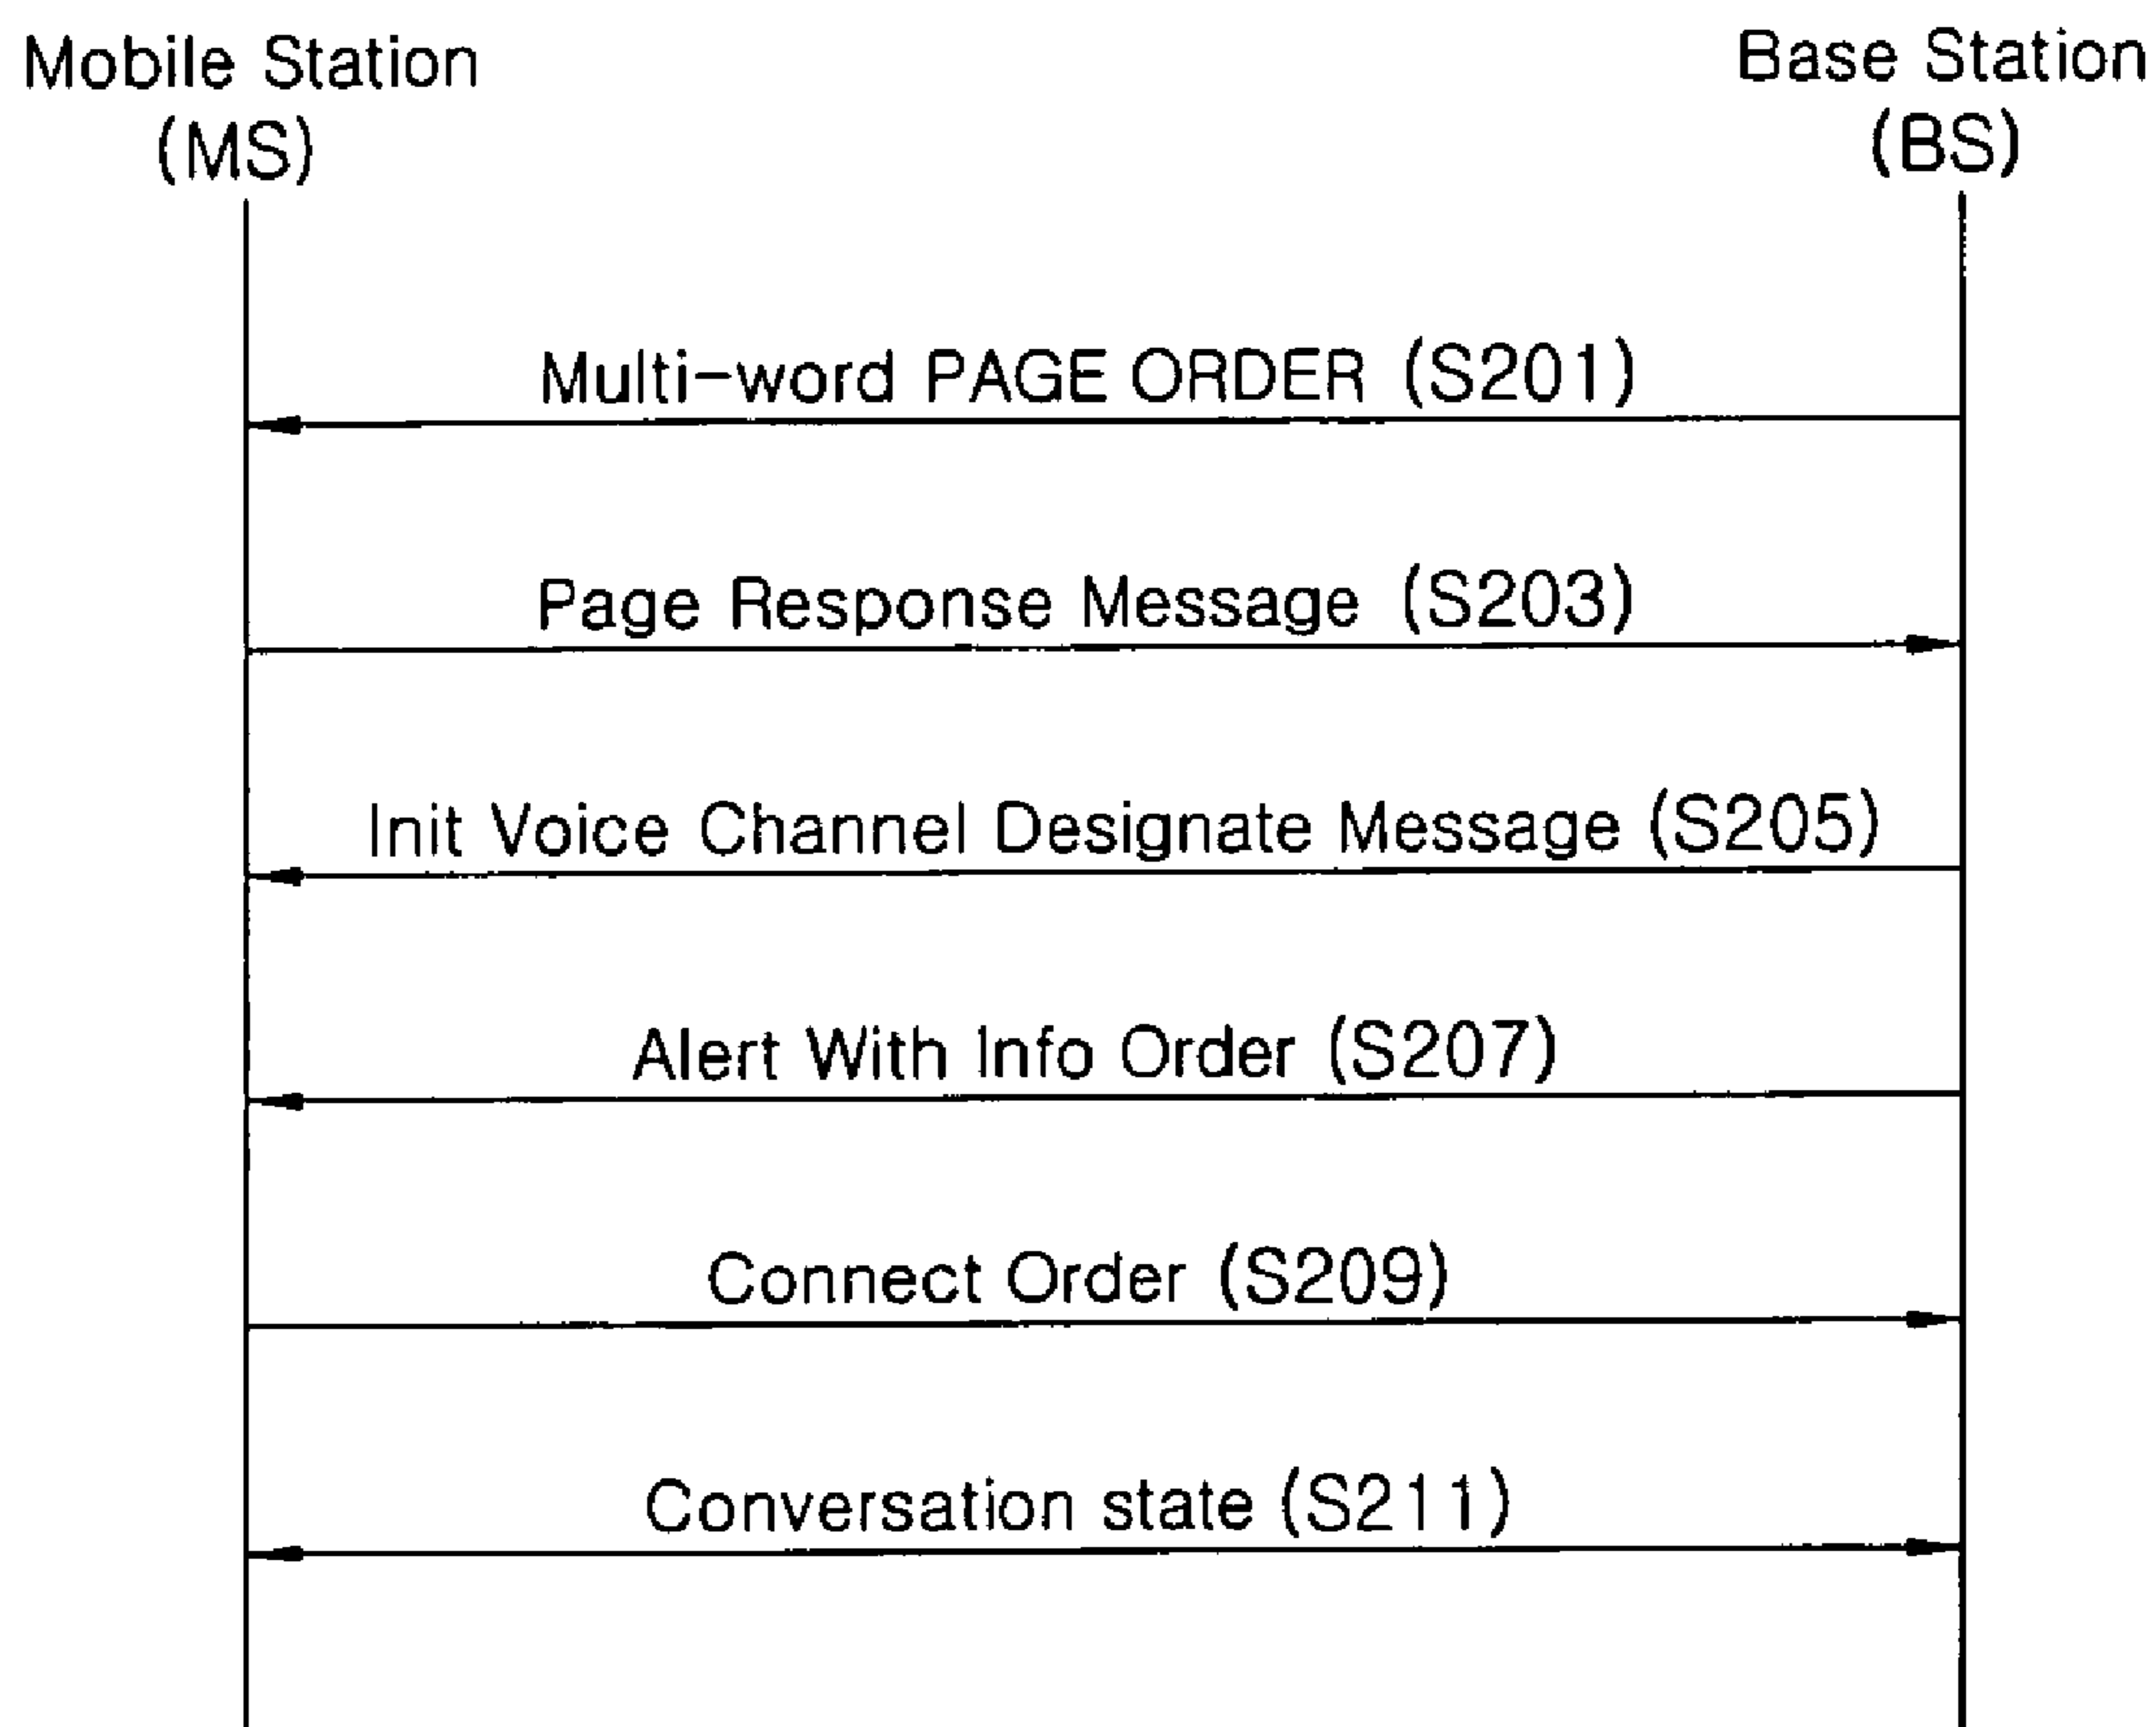 Mobile Station
(MS)
Base Station
(BS)
Multi-word PAGE ORDER (S201)
Page Response Message (S203)
Init Voice Channel Designate Message (S205)
Alert With Info Order (S207)
Connect Order (S209)
Conversation state (S211)